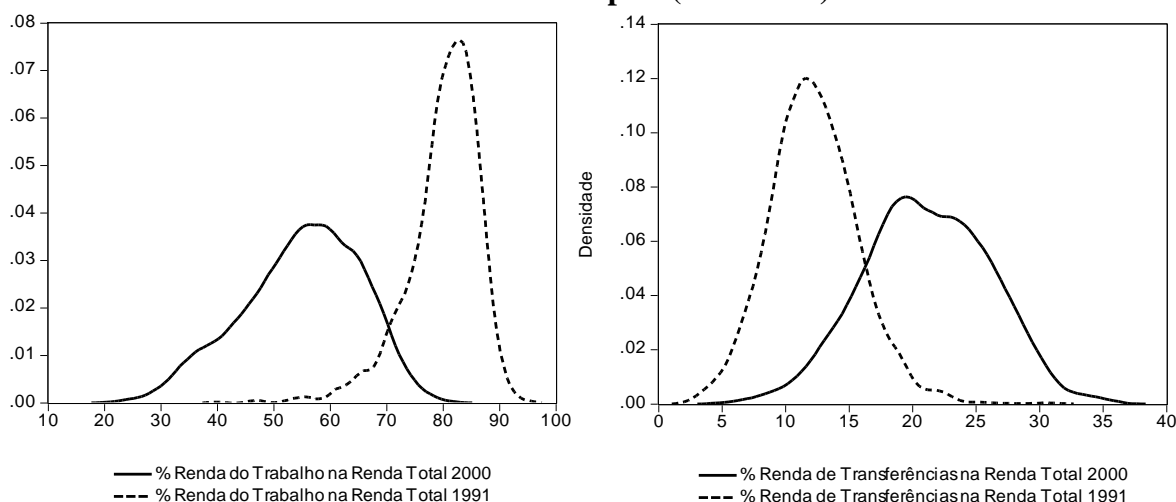 .08
.07
.06
.05
.04
.03
.02
.01
.00
10 20 30 40 50 60 70 80 90 100
% Renda do Trabalho na Renda Total 2000
% Renda do Trabalho na Renda Total 1991
Densidade
.14
.12
.10
.08
.06
.04
.02
.00
0 5 10 15 20 25 30 35 40
% Renda de Transferências na Renda Total 2000
% Renda de Transferências na Renda Total 1991